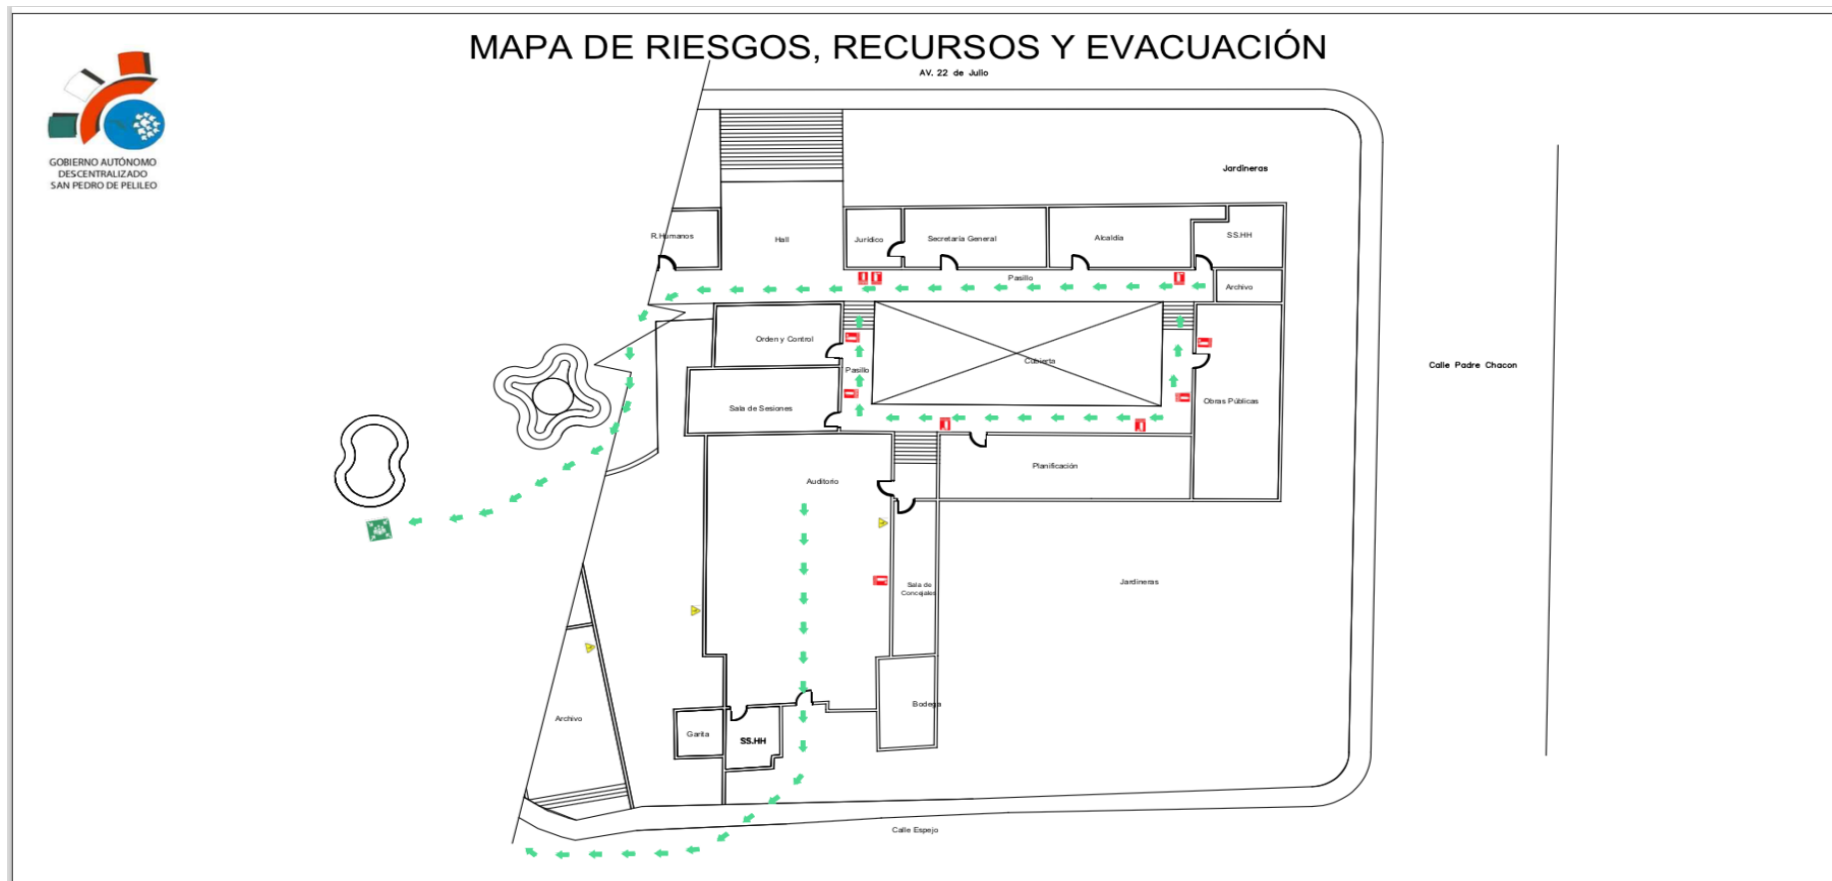 MAPA DE RIESGOS, RECURSOS Y EVACUACIÓN
AV. 22 de Julio
GOBIERNO AUTÓNOMO
DESCENTRALIZADO
SAN PEDRO DE PELILEO
Jardineras
R.Humanos
Hall
Jurídico
Secretaría General
Alcaldía
SS.HH
Pasillo
Archivo
Orden y Control
Cubierta
Pasillo
Calle Padre Chacon
Sala de Sesiones
Obras Públicas
Planificación
Auditorio
Sala de
Concejales
Jardineras
Bodega
Archivo
Garita
SS.HH
Calle Espejo